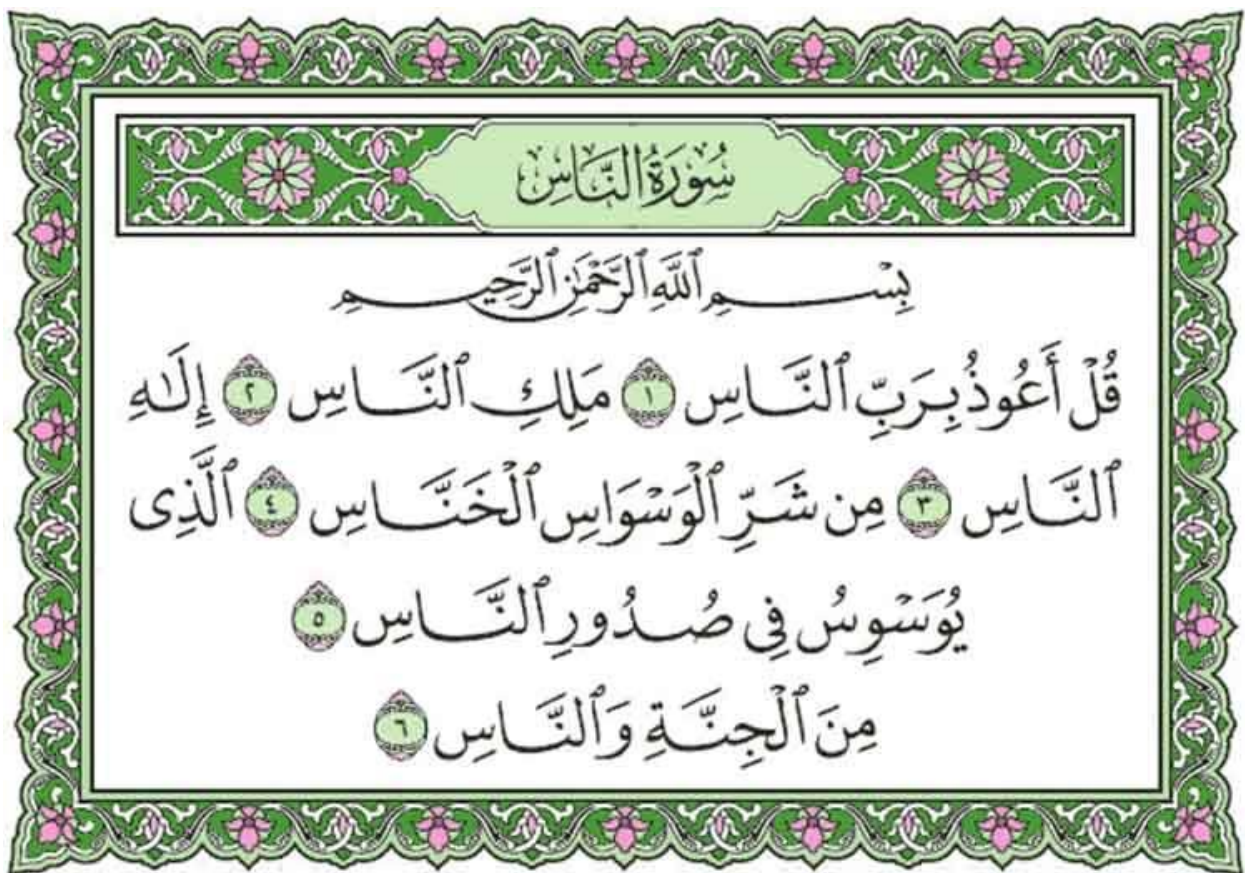 سُورَةُ النَّاسِ
بِسْمِ ٱللَّهِ ٱلرَّحْمَٰنِ ٱلرَّحِيمِ
قُلْ أَعُوذُ بِرَبِّ ٱلنَّاسِ ١ مَلِكِ ٱلنَّاسِ ٢ إِلَٰهِ
ٱلنَّاسِ ٣ مِن شَرِّ ٱلْوَسْوَاسِ ٱلْخَنَّاسِ ٤ ٱلَّذِى
يُوَسْوِسُ فِى صُدُورِ ٱلنَّاسِ ٥
مِنَ ٱلْجِنَّةِ وَٱلنَّاسِ ٦